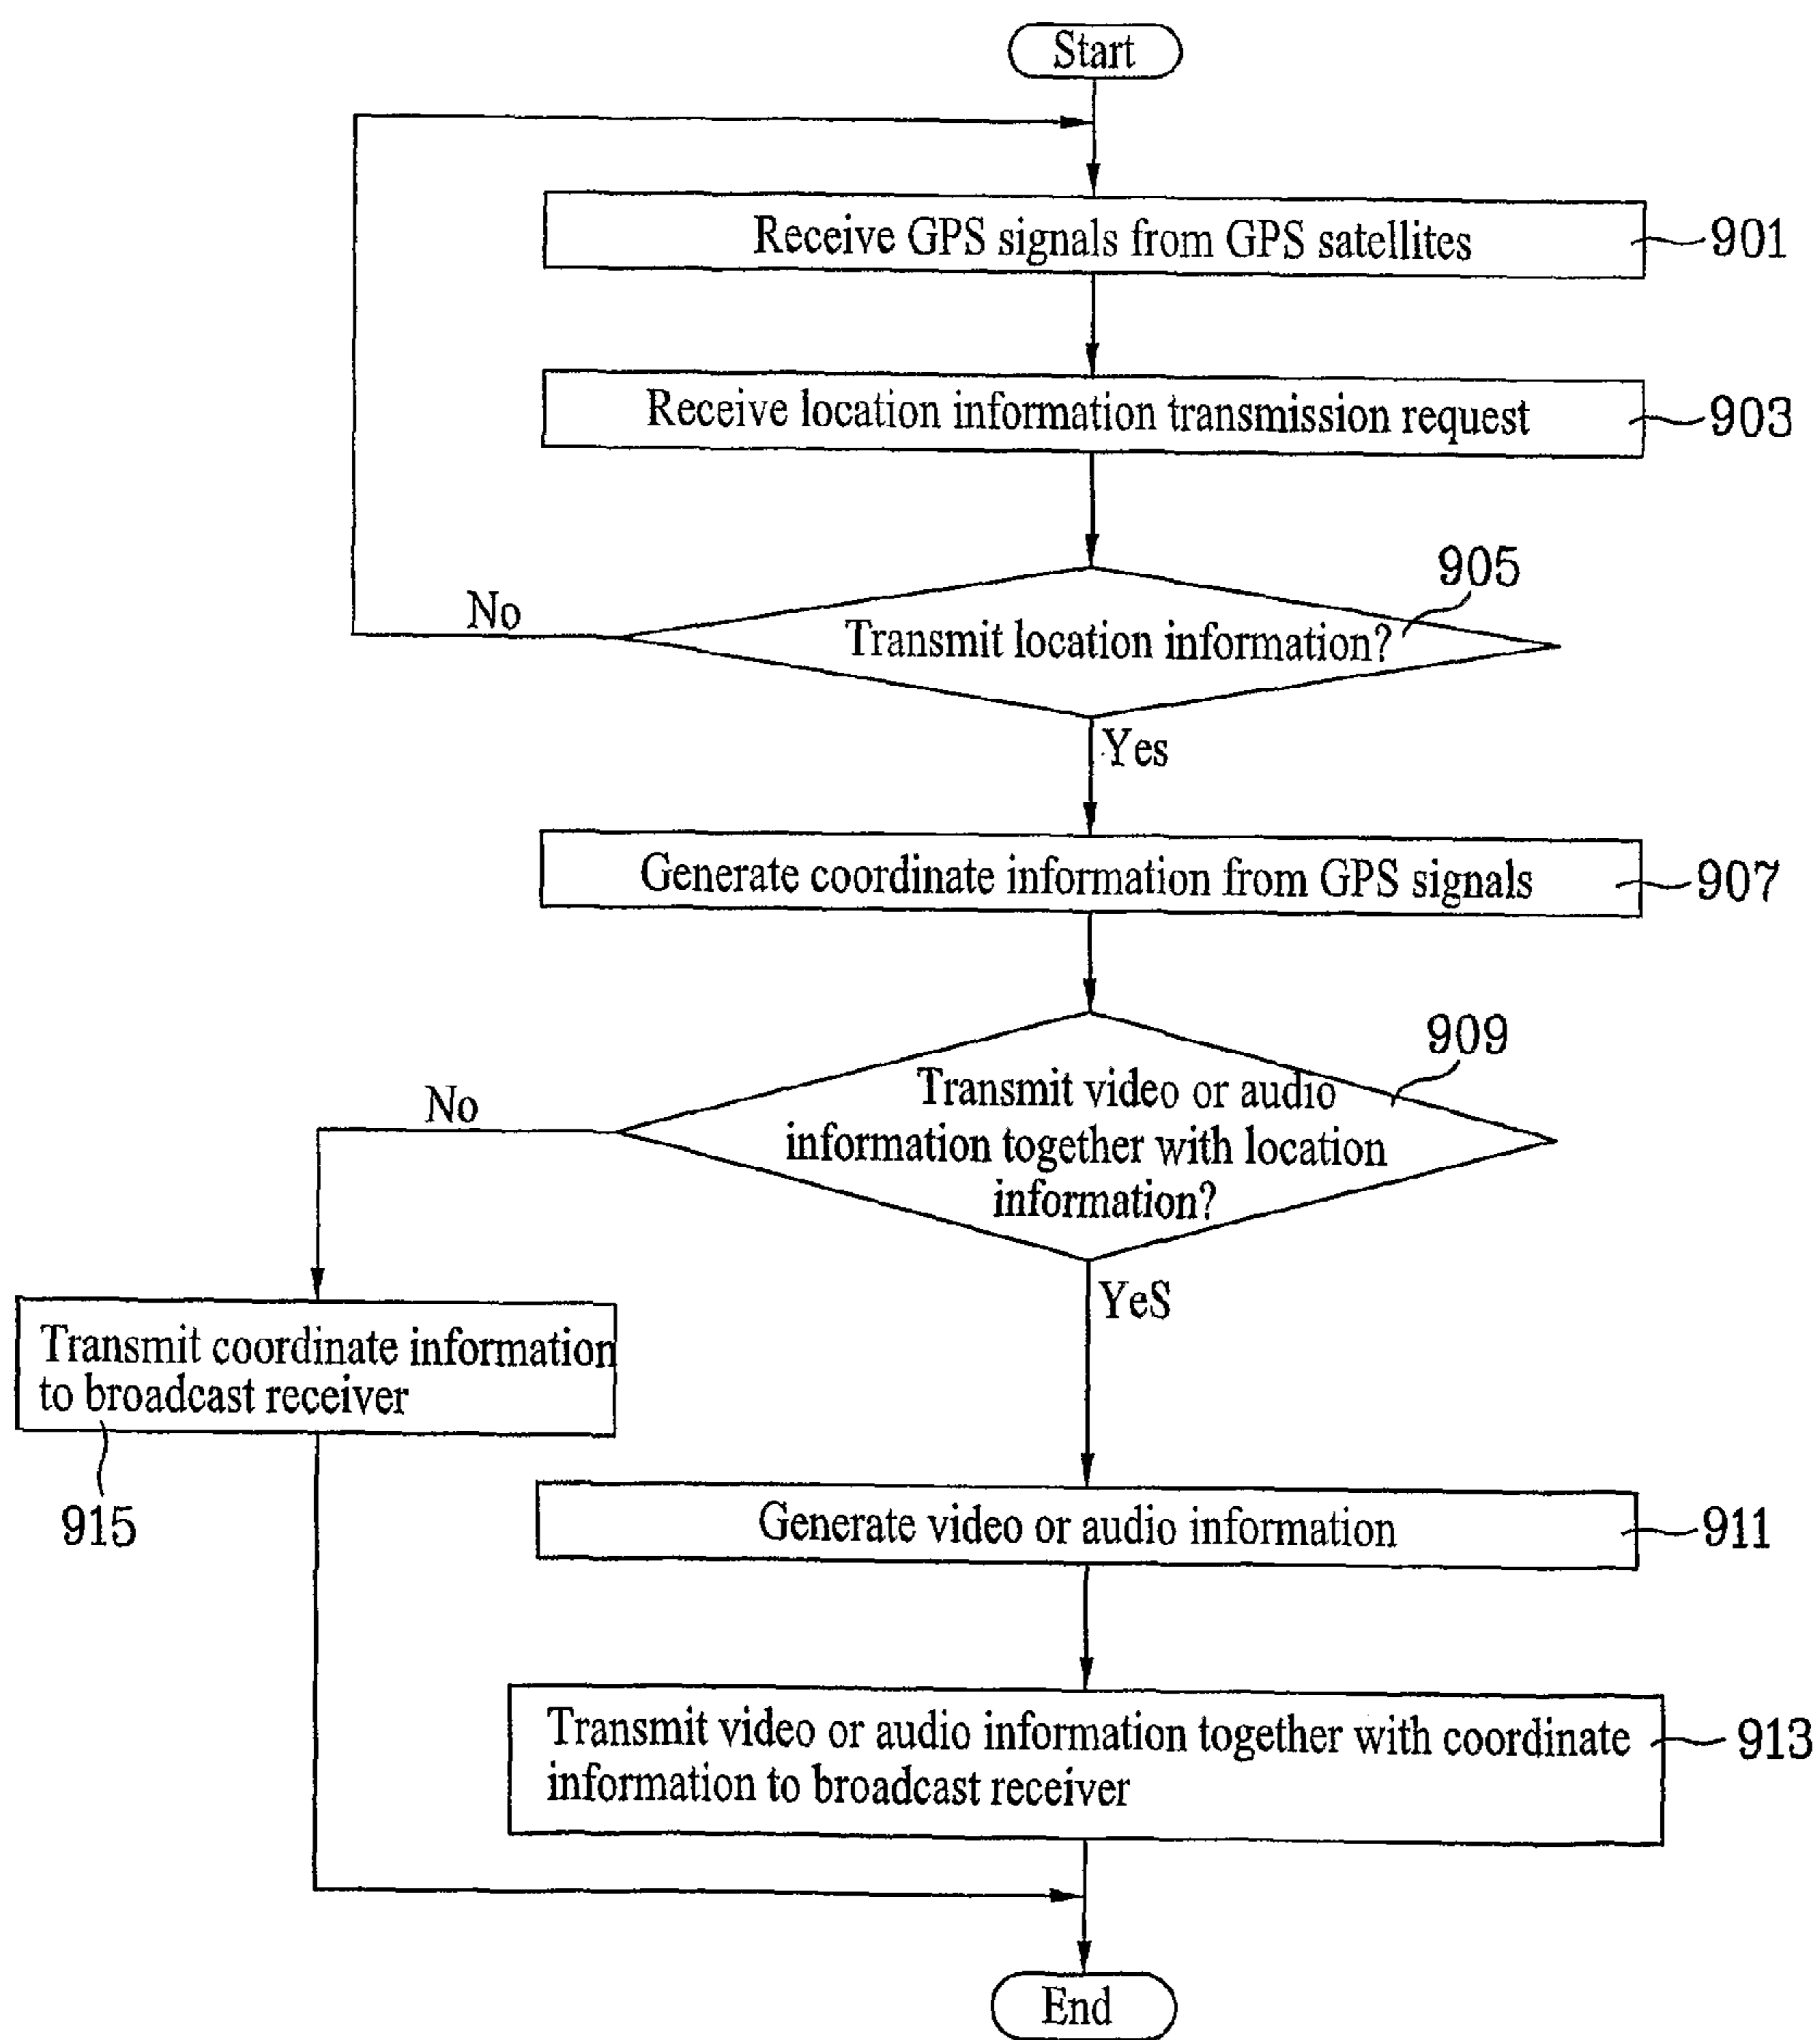 Start
Receive GPS signals from GPS satellites
901
Receive location information transmission request
903
905
Transmit location information?
No
Yes
Generate coordinate information from GPS signals
907
909
Transmit video or audio
information together with location
information?
No
YeS
Transmit coordinate information
to broadcast receiver
915
Generate video or audio information
911
Transmit video or audio information together with coordinate
information to broadcast receiver
913
End